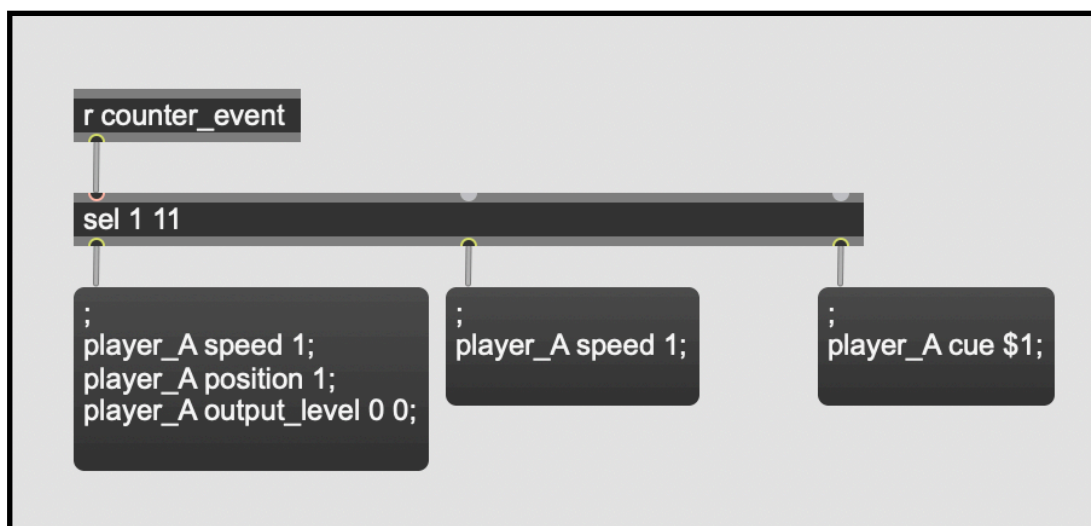 r counter_event
sel 1 11
;
player_A speed 1;
player_A position 1;
player_A output_level 0 0;
;
player_A speed 1;
;
player_A cue $1;